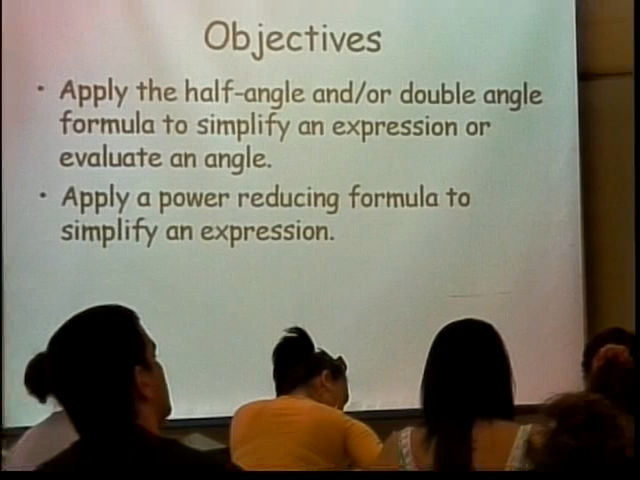 Objectives
• Apply the half-angle and/or double angle
formula to simplify an expression or
evaluate an angle.
• Apply a power reducing formula to
simplify an expression.